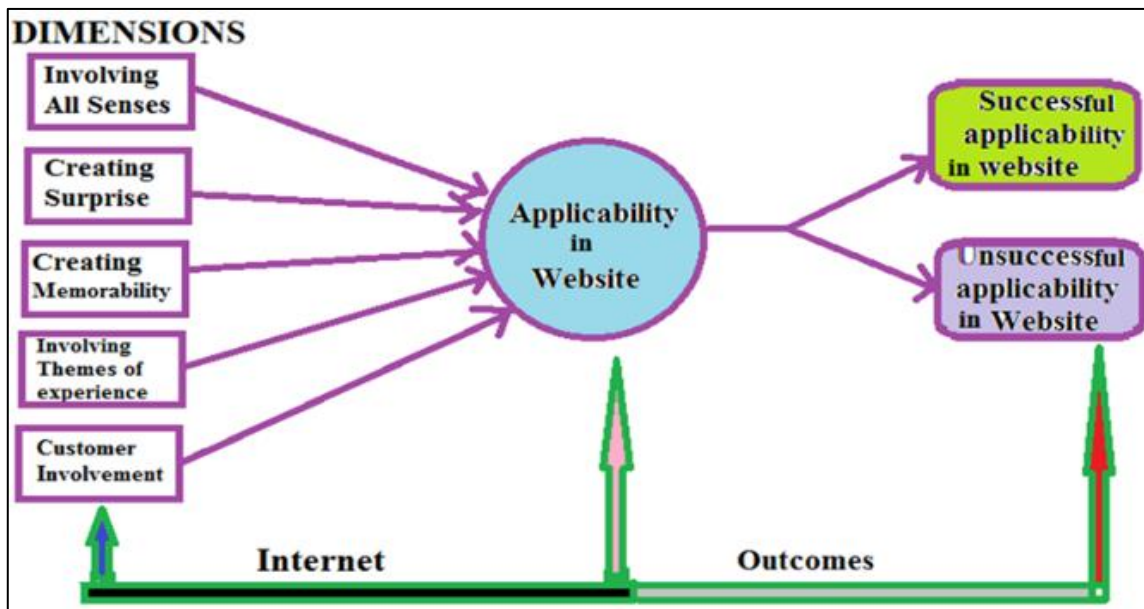 DIMENSIONS
Involving
All Senses
Creating
Surprise
Creating
Memorability
Involving
Themes of
experience
Customer
Involvement
Applicability
in
Website
Successful
applicability
in website
Unsuccessful
applicability
in Website
Internet
Outcomes